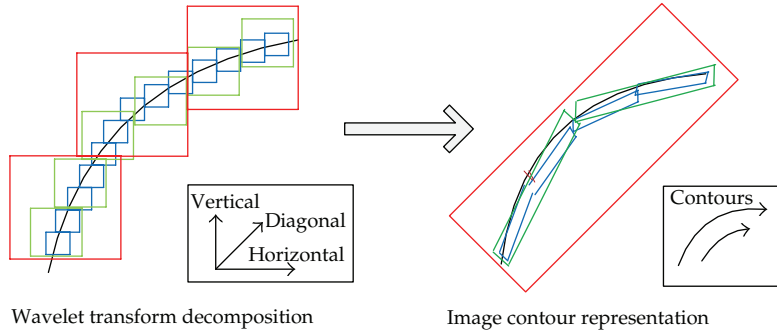 Vertical
Diagonal
Horizontal
Contours
Wavelet transform decomposition
Image contour representation